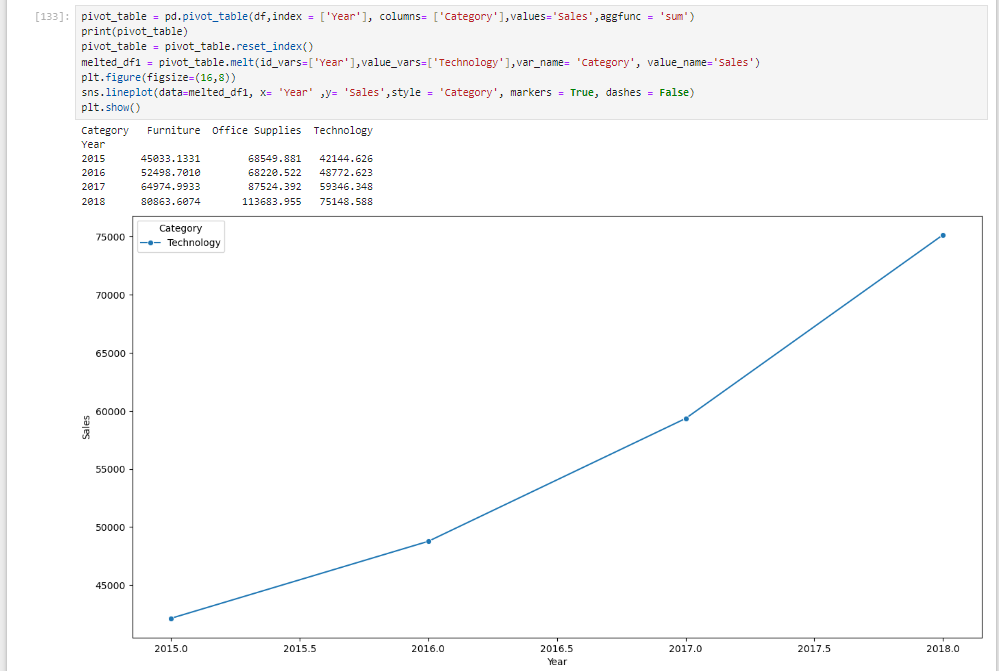 [133]: pivot_table = pd.pivot_table(df,index = ['Year'], columns= ['Category'],values='Sales',aggfunc = 'sum')
print(pivot_table)
pivot_table = pivot_table.reset_index()
melted_df1 = pivot_table.melt(id_vars=['Year'],value_vars=['Technology'],var_name= 'Category', value_name='Sales')
plt.figure(figsize=(16,8))
sns.lineplot(data=melted_df1, x= 'Year' ,y= 'Sales',style = 'Category', markers = True, dashes = False)
plt.show()
Category   Furniture  Office Supplies  Technology
Year
2015      45033.1331        68549.881   42144.626
2016      52498.7010        68220.522   48772.623
2017      64974.9933        87524.392   59346.348
2018      80863.6074       113683.955   75148.588
Category
Technology
75000
70000
65000
60000
55000
50000
45000
Sales
2015.0 2015.5 2016.0 2016.5 2017.0 2017.5 2018.0
Year